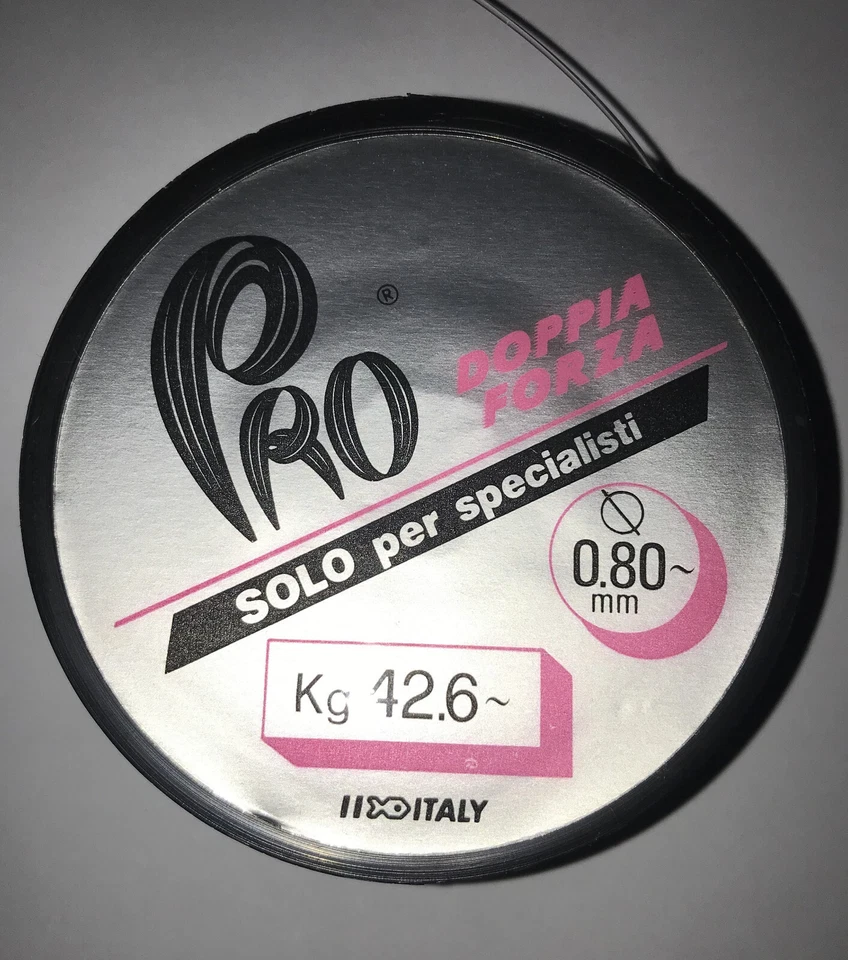 PRO ®
DOPPIA
FORZA
SOLO per specialisti
Ø
0.80~
mm
Kg 42.6~
ITALY